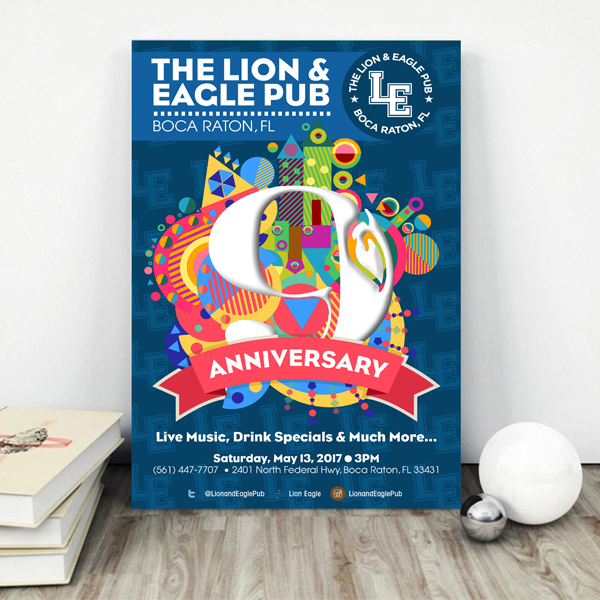 THE LION &
EAGLE PUB
BOCA RATON, FL
THE LION & EAGLE PUB
LE
★ BOCA RATON, FL ★
9
ANNIVERSARY
Live Music, Drink Specials & Much More...
Saturday, May 13, 2017 ● 3PM
(561) 447-7707 • 2401 North Federal Hwy, Boca Raton, FL 33431
@LionandEaglePub Lion Eagle LionandEaglePub